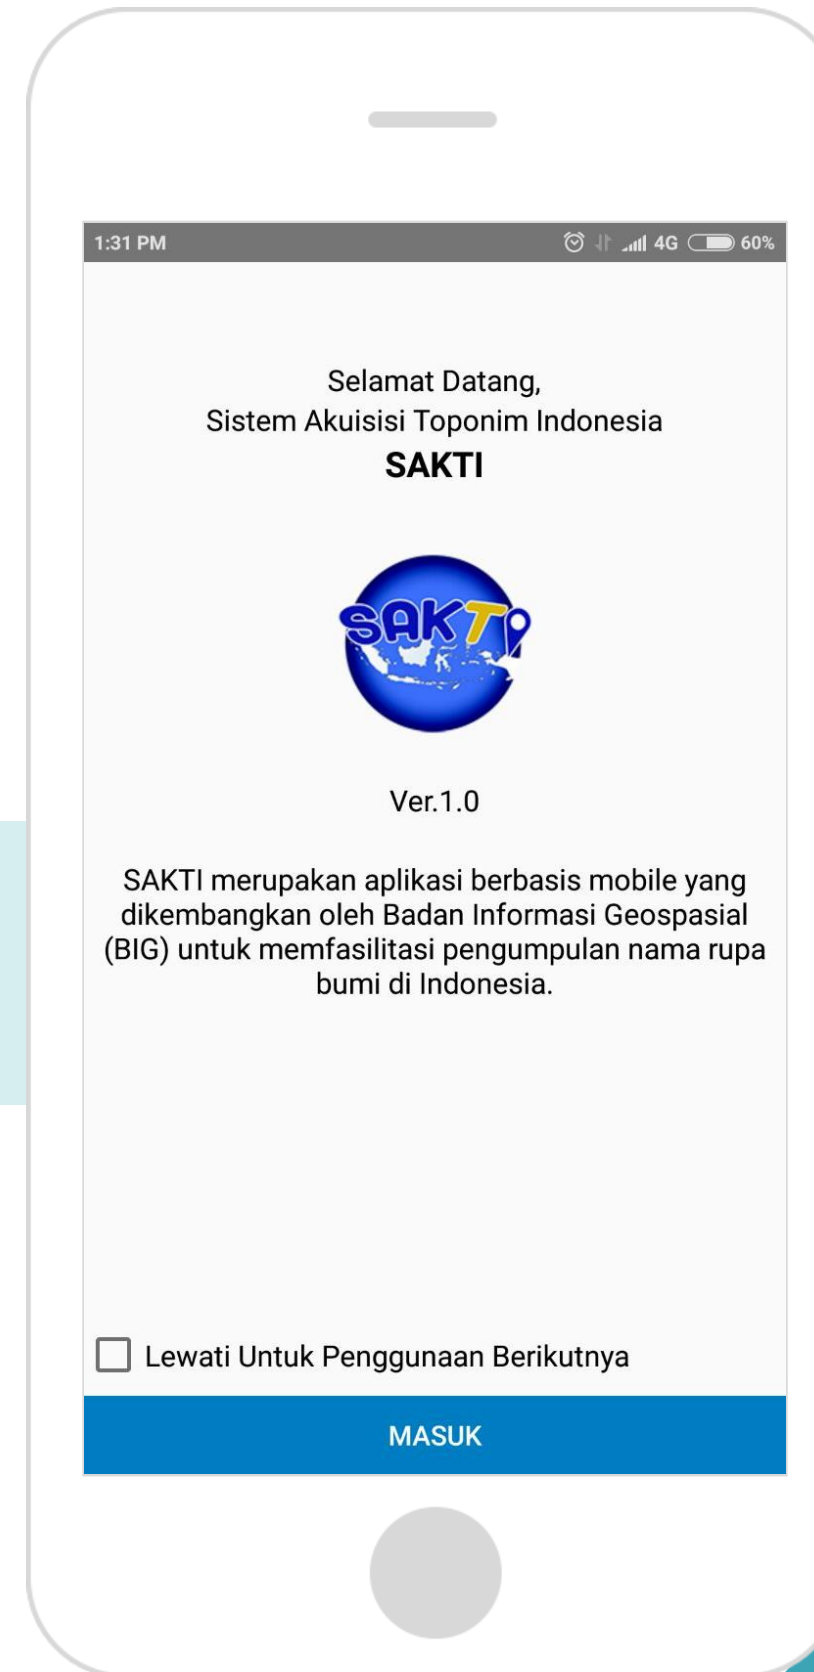 1:31 PM 4G 60%
Selamat Datang,
Sistem Akuisisi Toponim Indonesia
SAKTI
SAKTI
Ver.1.0
SAKTI merupakan aplikasi berbasis mobile yang
dikembangkan oleh Badan Informasi Geospasial
(BIG) untuk memfasilitasi pengumpulan nama rupa
bumi di Indonesia.
Lewati Untuk Penggunaan Berikutnya
MASUK